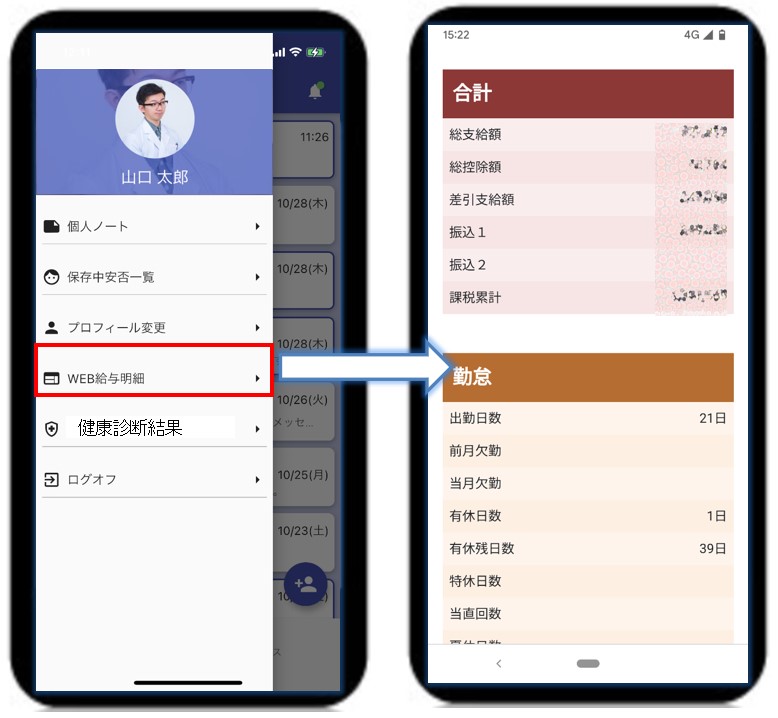 山口 太郎
個人ノート
保存中安否一覧
プロフィール変更
WEB給与明細
健康診断結果
ログオフ
11:26
10/28(木)
10/28(木)
10/28(木)
10/26(火)
メッセ...
10/25(月)
10/23(土)
15:22
4G
合計
総支給額
総控除額
差引支給額
振込１
振込２
課税累計
勤怠
出勤日数 21日
前月欠勤
当月欠勤
有休日数 1日
有休残日数 39日
特休日数
当直回数